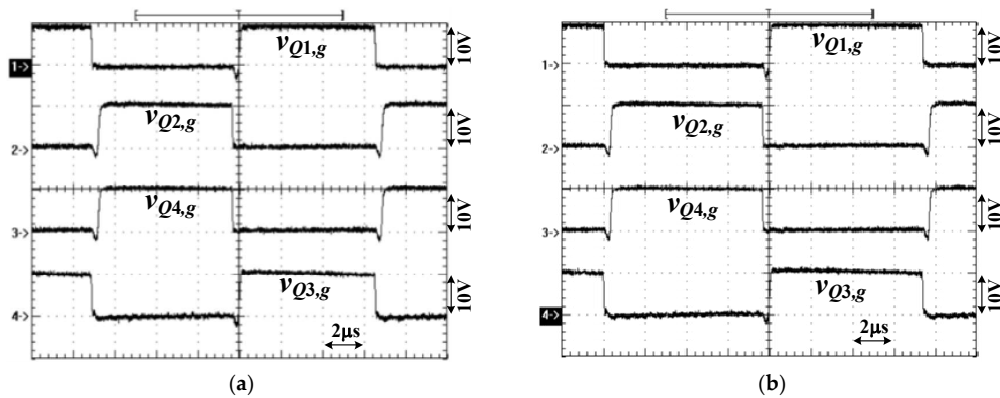 1->
v_{Q1,g}
10V
2->
v_{Q2,g}
10V
3->
v_{Q4,g}
10V
4->
v_{Q3,g}
10V
2μs
(a)
1->
v_{Q1,g}
10V
2->
v_{Q2,g}
10V
3->
v_{Q4,g}
10V
4->
v_{Q3,g}
10V
2μs
(b)